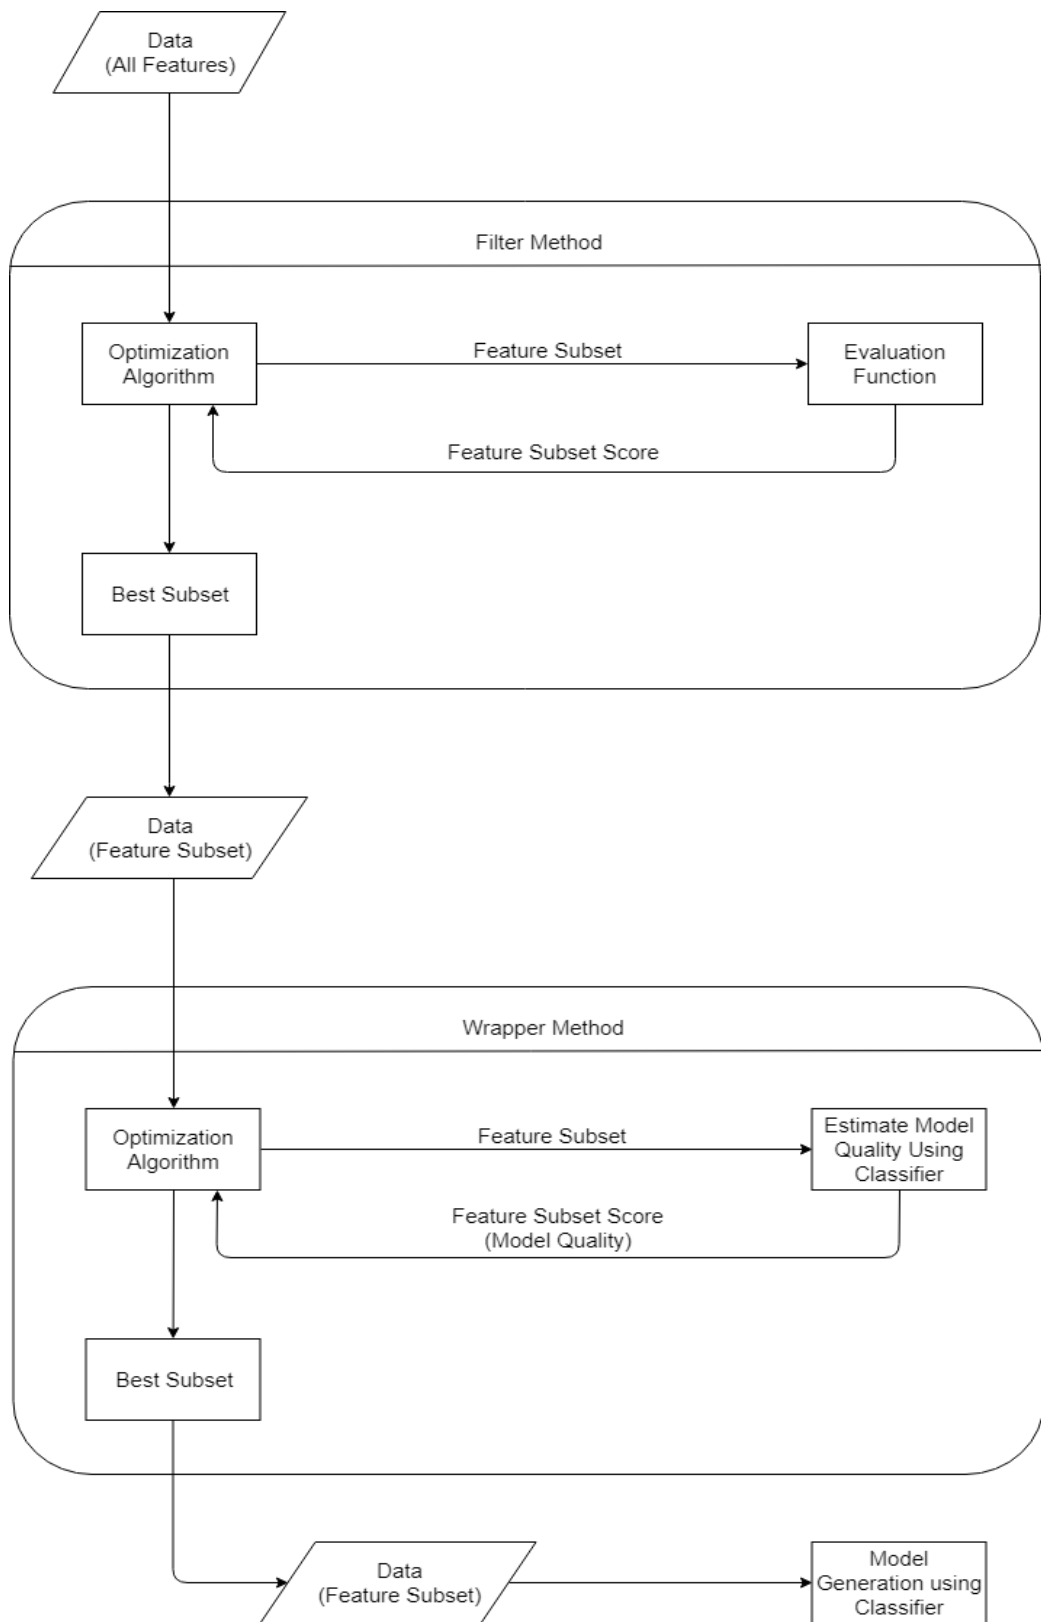 Data
(All Features)
Filter Method
Optimization
Algorithm
Feature Subset
Evaluation
Function
Feature Subset Score
Best Subset
Data
(Feature Subset)
Wrapper Method
Optimization
Algorithm
Feature Subset
Estimate Model
Quality Using
Classifier
Feature Subset Score
(Model Quality)
Best Subset
Data
(Feature Subset)
Model
Generation using
Classifier